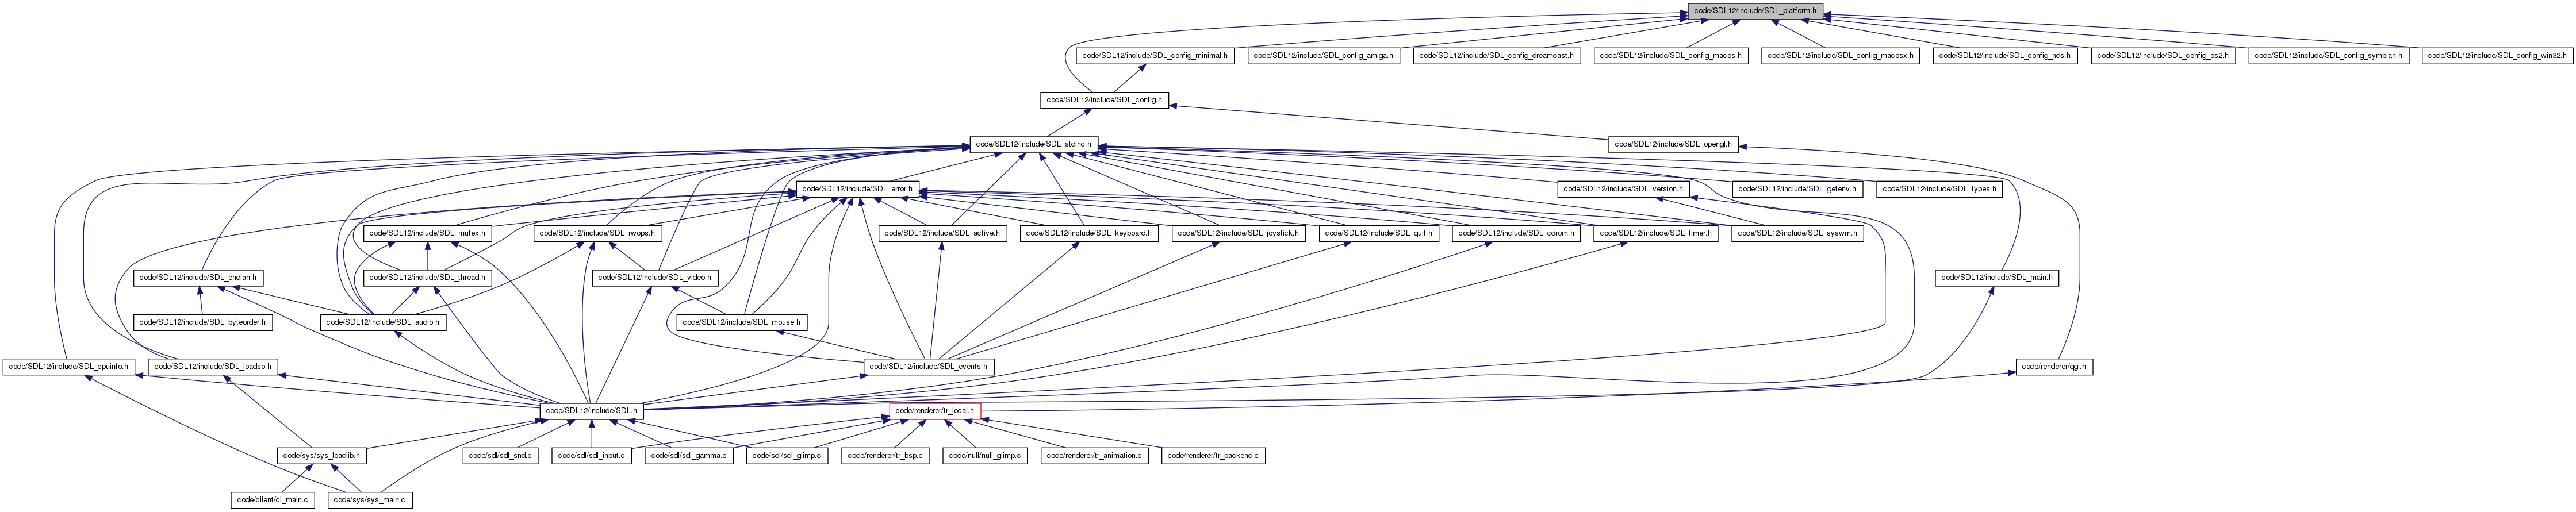 code/SDL12/include/SDL_platform.h
code/SDL12/include/SDL_config_minimal.h
code/SDL12/include/SDL_config_amiga.h
code/SDL12/include/SDL_config_dreamcast.h
code/SDL12/include/SDL_config_macos.h
code/SDL12/include/SDL_config_macosx.h
code/SDL12/include/SDL_config_nds.h
code/SDL12/include/SDL_config_os2.h
code/SDL12/include/SDL_config_symbian.h
code/SDL12/include/SDL_config_win32.h
code/SDL12/include/SDL_config.h
code/SDL12/include/SDL_stdinc.h
code/SDL12/include/SDL_opengl.h
code/SDL12/include/SDL_error.h
code/SDL12/include/SDL_version.h
code/SDL12/include/SDL_getenv.h
code/SDL12/include/SDL_types.h
code/SDL12/include/SDL_mutex.h
code/SDL12/include/SDL_rwops.h
code/SDL12/include/SDL_active.h
code/SDL12/include/SDL_keyboard.h
code/SDL12/include/SDL_joystick.h
code/SDL12/include/SDL_quit.h
code/SDL12/include/SDL_cdrom.h
code/SDL12/include/SDL_timer.h
code/SDL12/include/SDL_syswm.h
code/SDL12/include/SDL_endian.h
code/SDL12/include/SDL_thread.h
code/SDL12/include/SDL_video.h
code/SDL12/include/SDL_main.h
code/SDL12/include/SDL_byteorder.h
code/SDL12/include/SDL_audio.h
code/SDL12/include/SDL_mouse.h
code/SDL12/include/SDL_cpuinfo.h
code/SDL12/include/SDL_loadso.h
code/SDL12/include/SDL_events.h
code/renderer/qgl.h
code/SDL12/include/SDL.h
code/renderer/tr_local.h
code/sys/sys_loadlib.h
code/sdl/sdl_snd.c
code/sdl/sdl_input.c
code/sdl/sdl_gamma.c
code/sdl/sdl_glimp.c
code/renderer/tr_bsp.c
code/null/null_glimp.c
code/renderer/tr_animation.c
code/renderer/tr_backend.c
code/client/cl_main.c
code/sys/sys_main.c